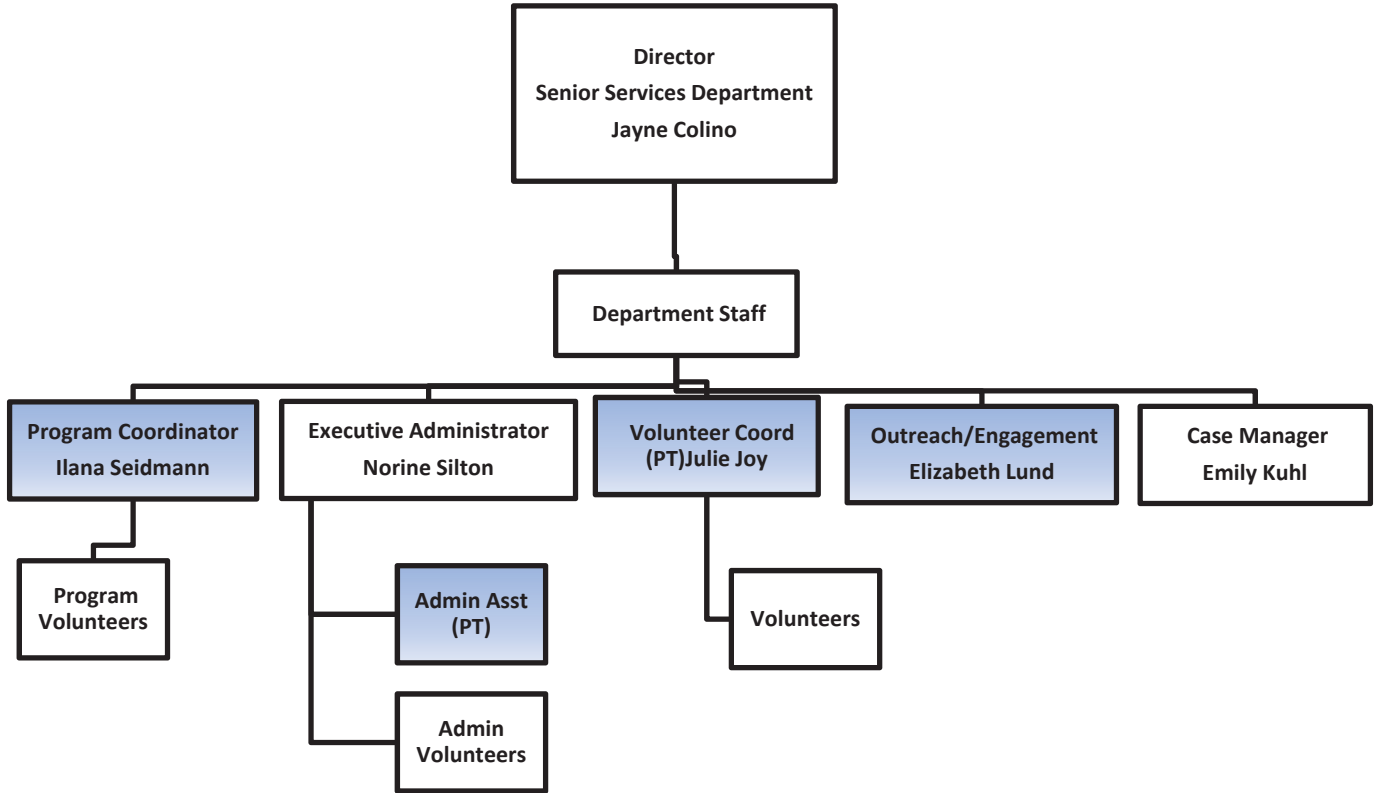 Director
Senior Services Department
Jayne Colino
Department Staff
Program Coordinator
Ilana Seidmann
Executive Administrator
Norine Silton
Volunteer Coord
(PT)Julie Joy
Outreach/Engagement
Elizabeth Lund
Case Manager
Emily Kuhl
Program
Volunteers
Admin Asst
(PT)
Volunteers
Admin
Volunteers